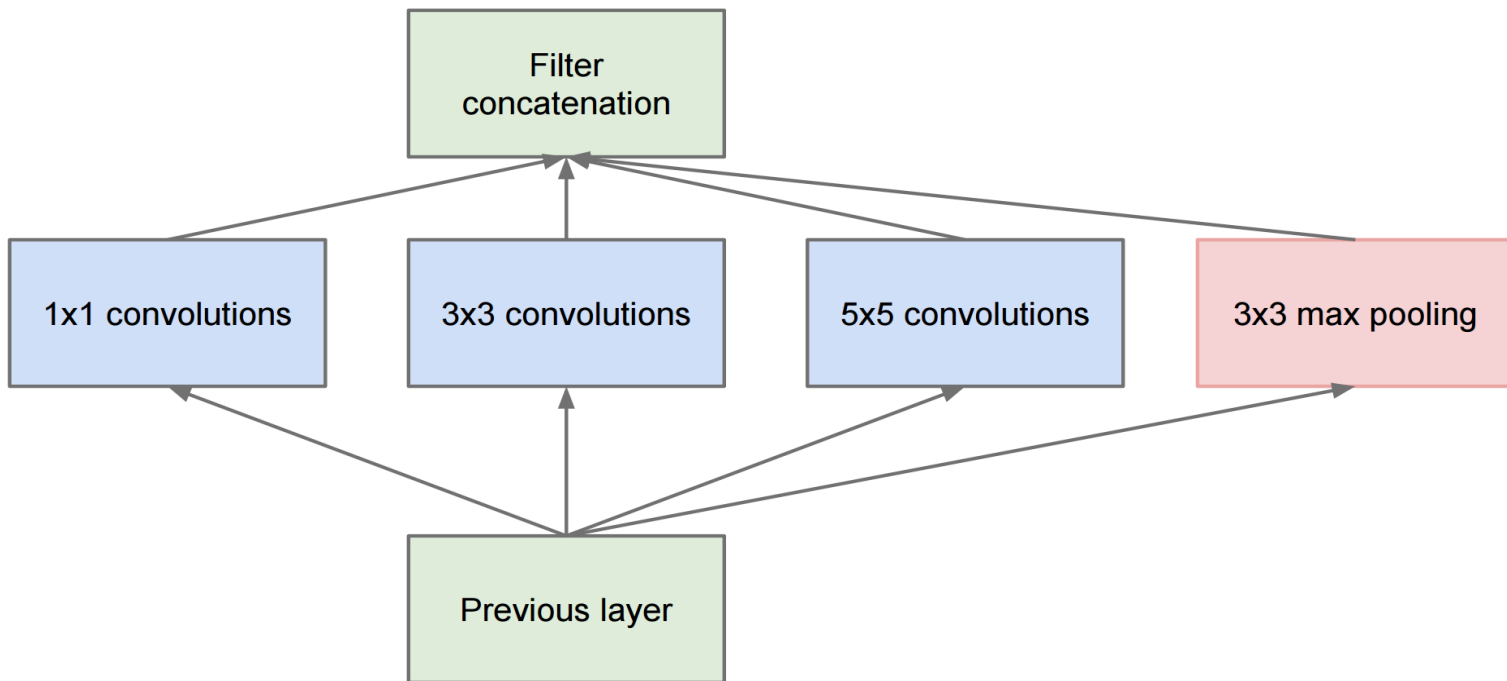 Filter
concatenation
1x1 convolutions
3x3 convolutions
5x5 convolutions
3x3 max pooling
Previous layer